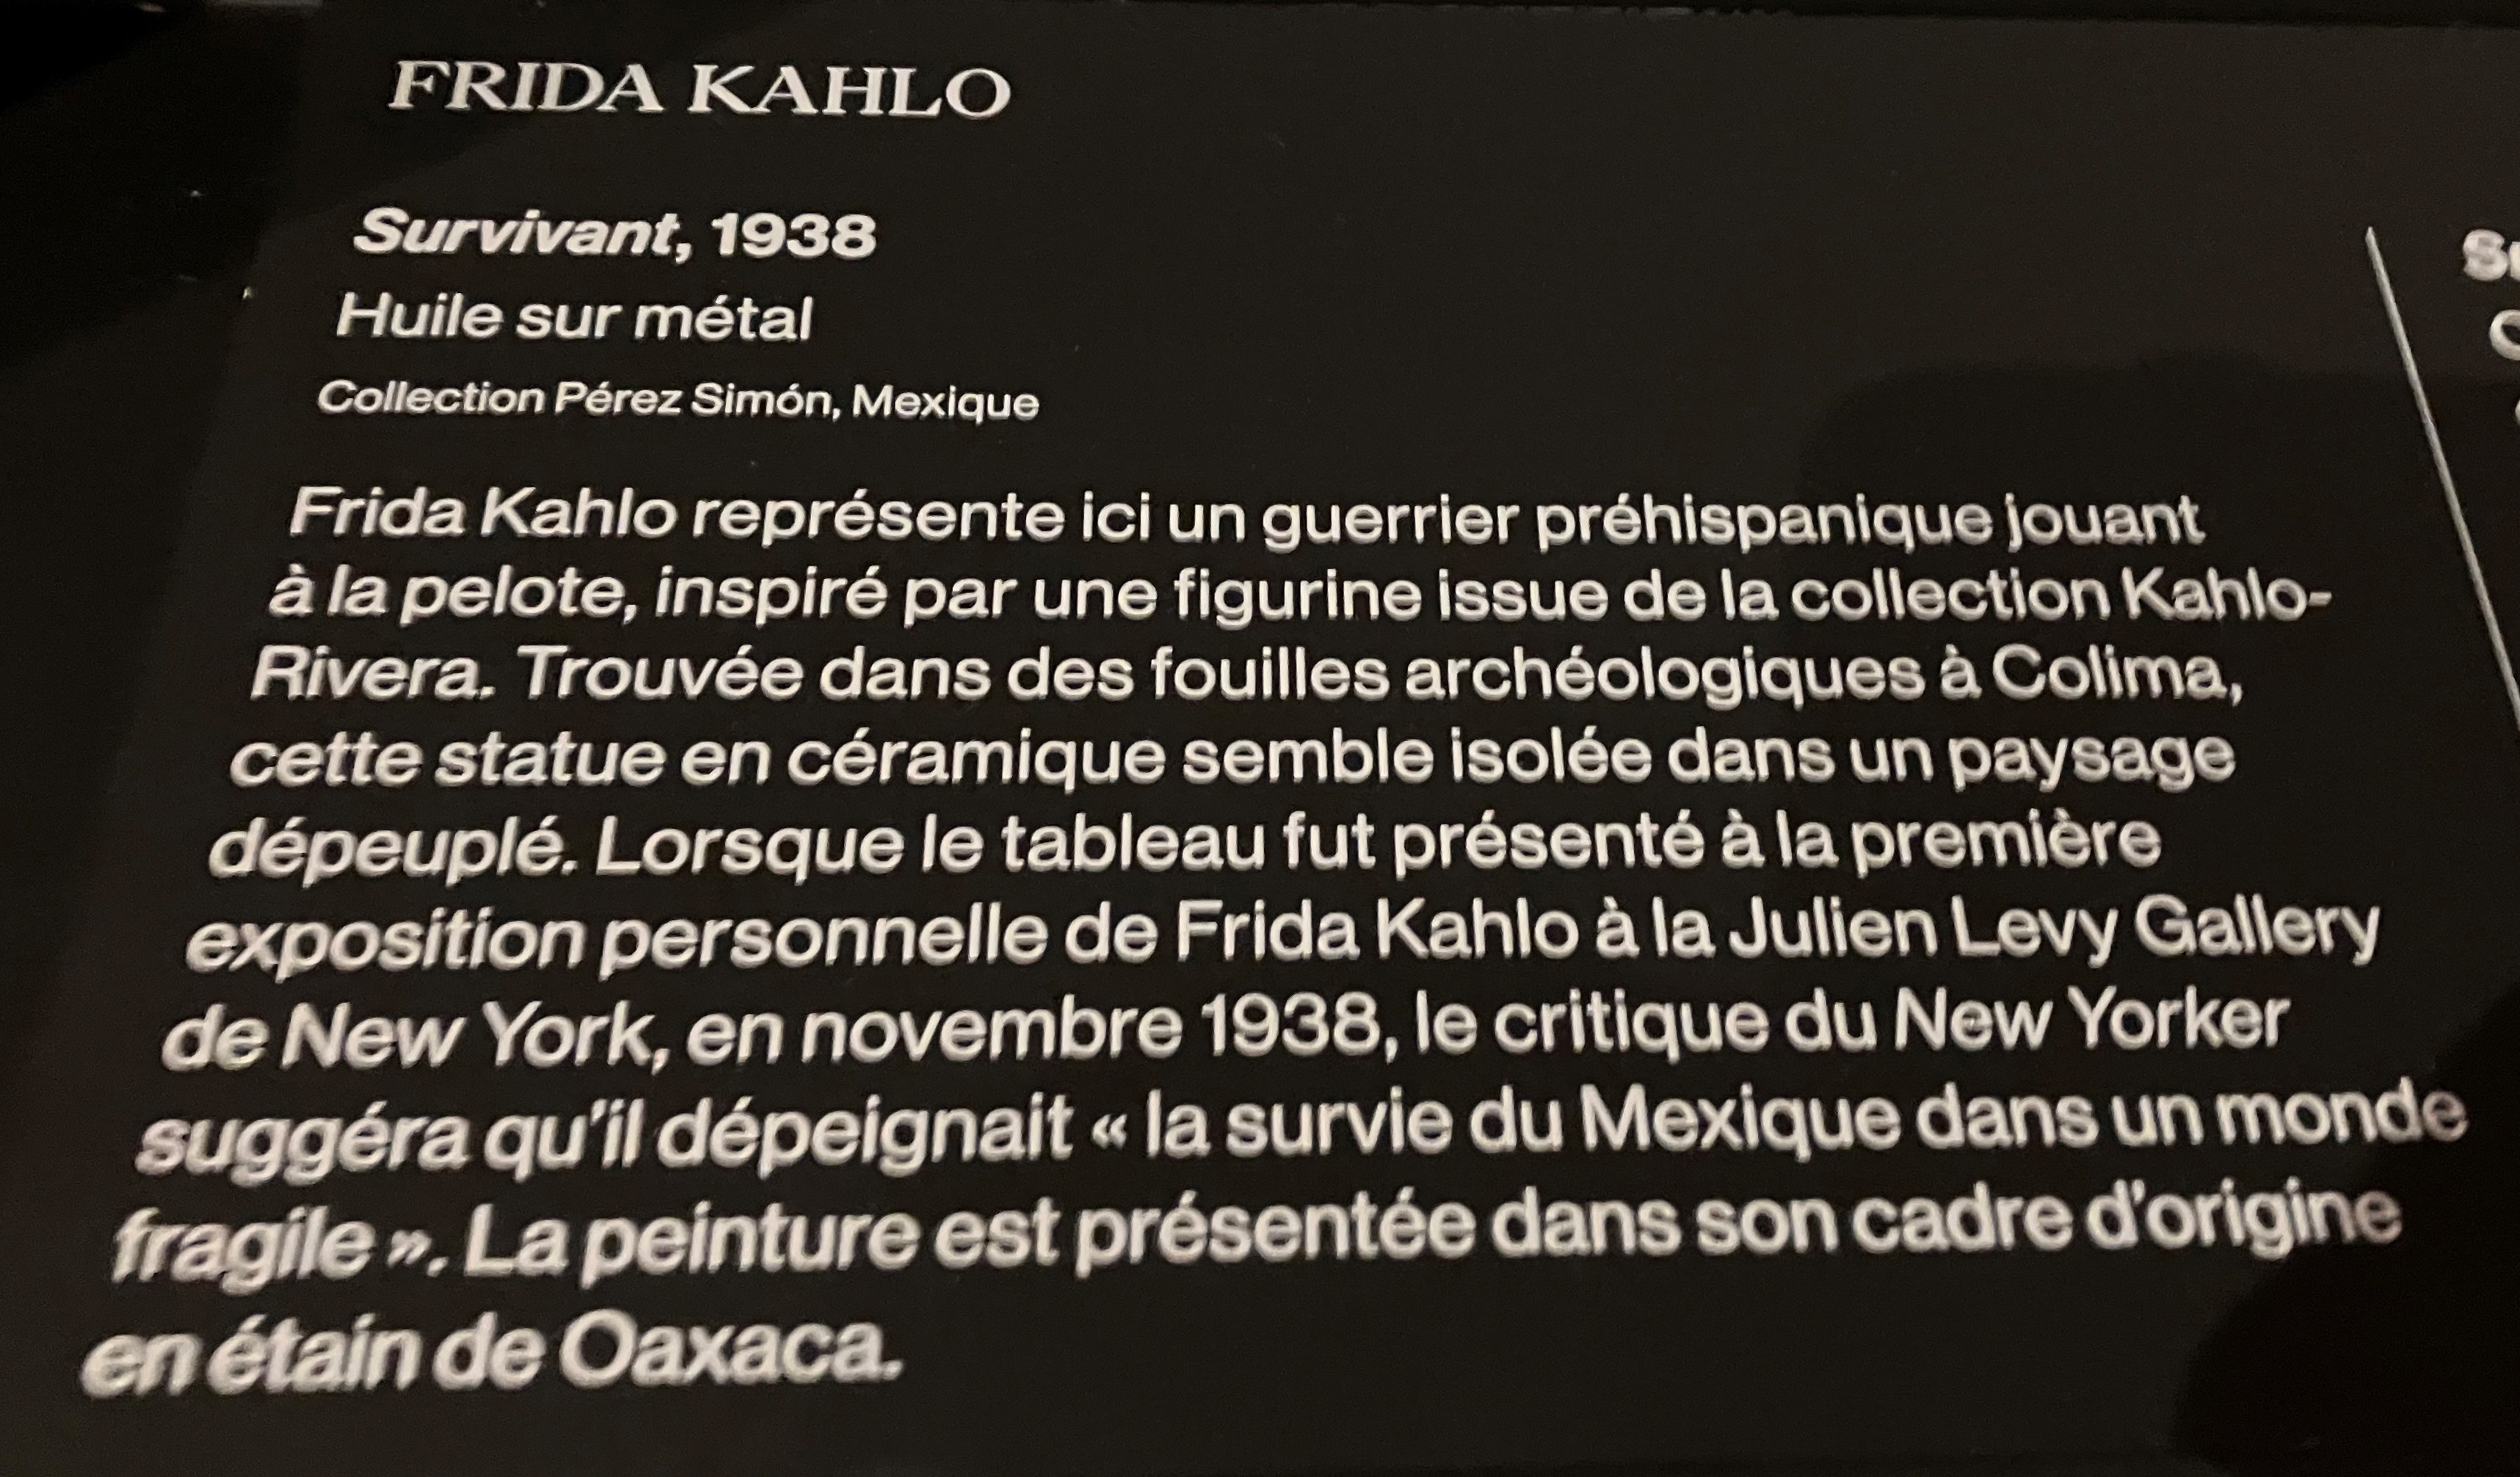 FRIDA KAHLO
Survivant, 1938
Huile sur métal
Collection Pérez Simón, Mexique
Frida Kahlo représente ici un guerrier préhispanique jouant
à la pelote, inspiré par une figurine issue de la collection Kahlo-
Rivera. Trouvée dans des fouilles archéologiques à Colima,
cette statue en céramique semble isolée dans un paysage
dépeuplé. Lorsque le tableau fut présenté à la première
exposition personnelle de Frida Kahlo à la Julien Levy Gallery
de New York, en novembre 1938, le critique du New Yorker
suggéra qu'il dépeignait « la survie du Mexique dans un monde
fragile ». La peinture est présentée dans son cadre d'origine
en étain de Oaxaca.